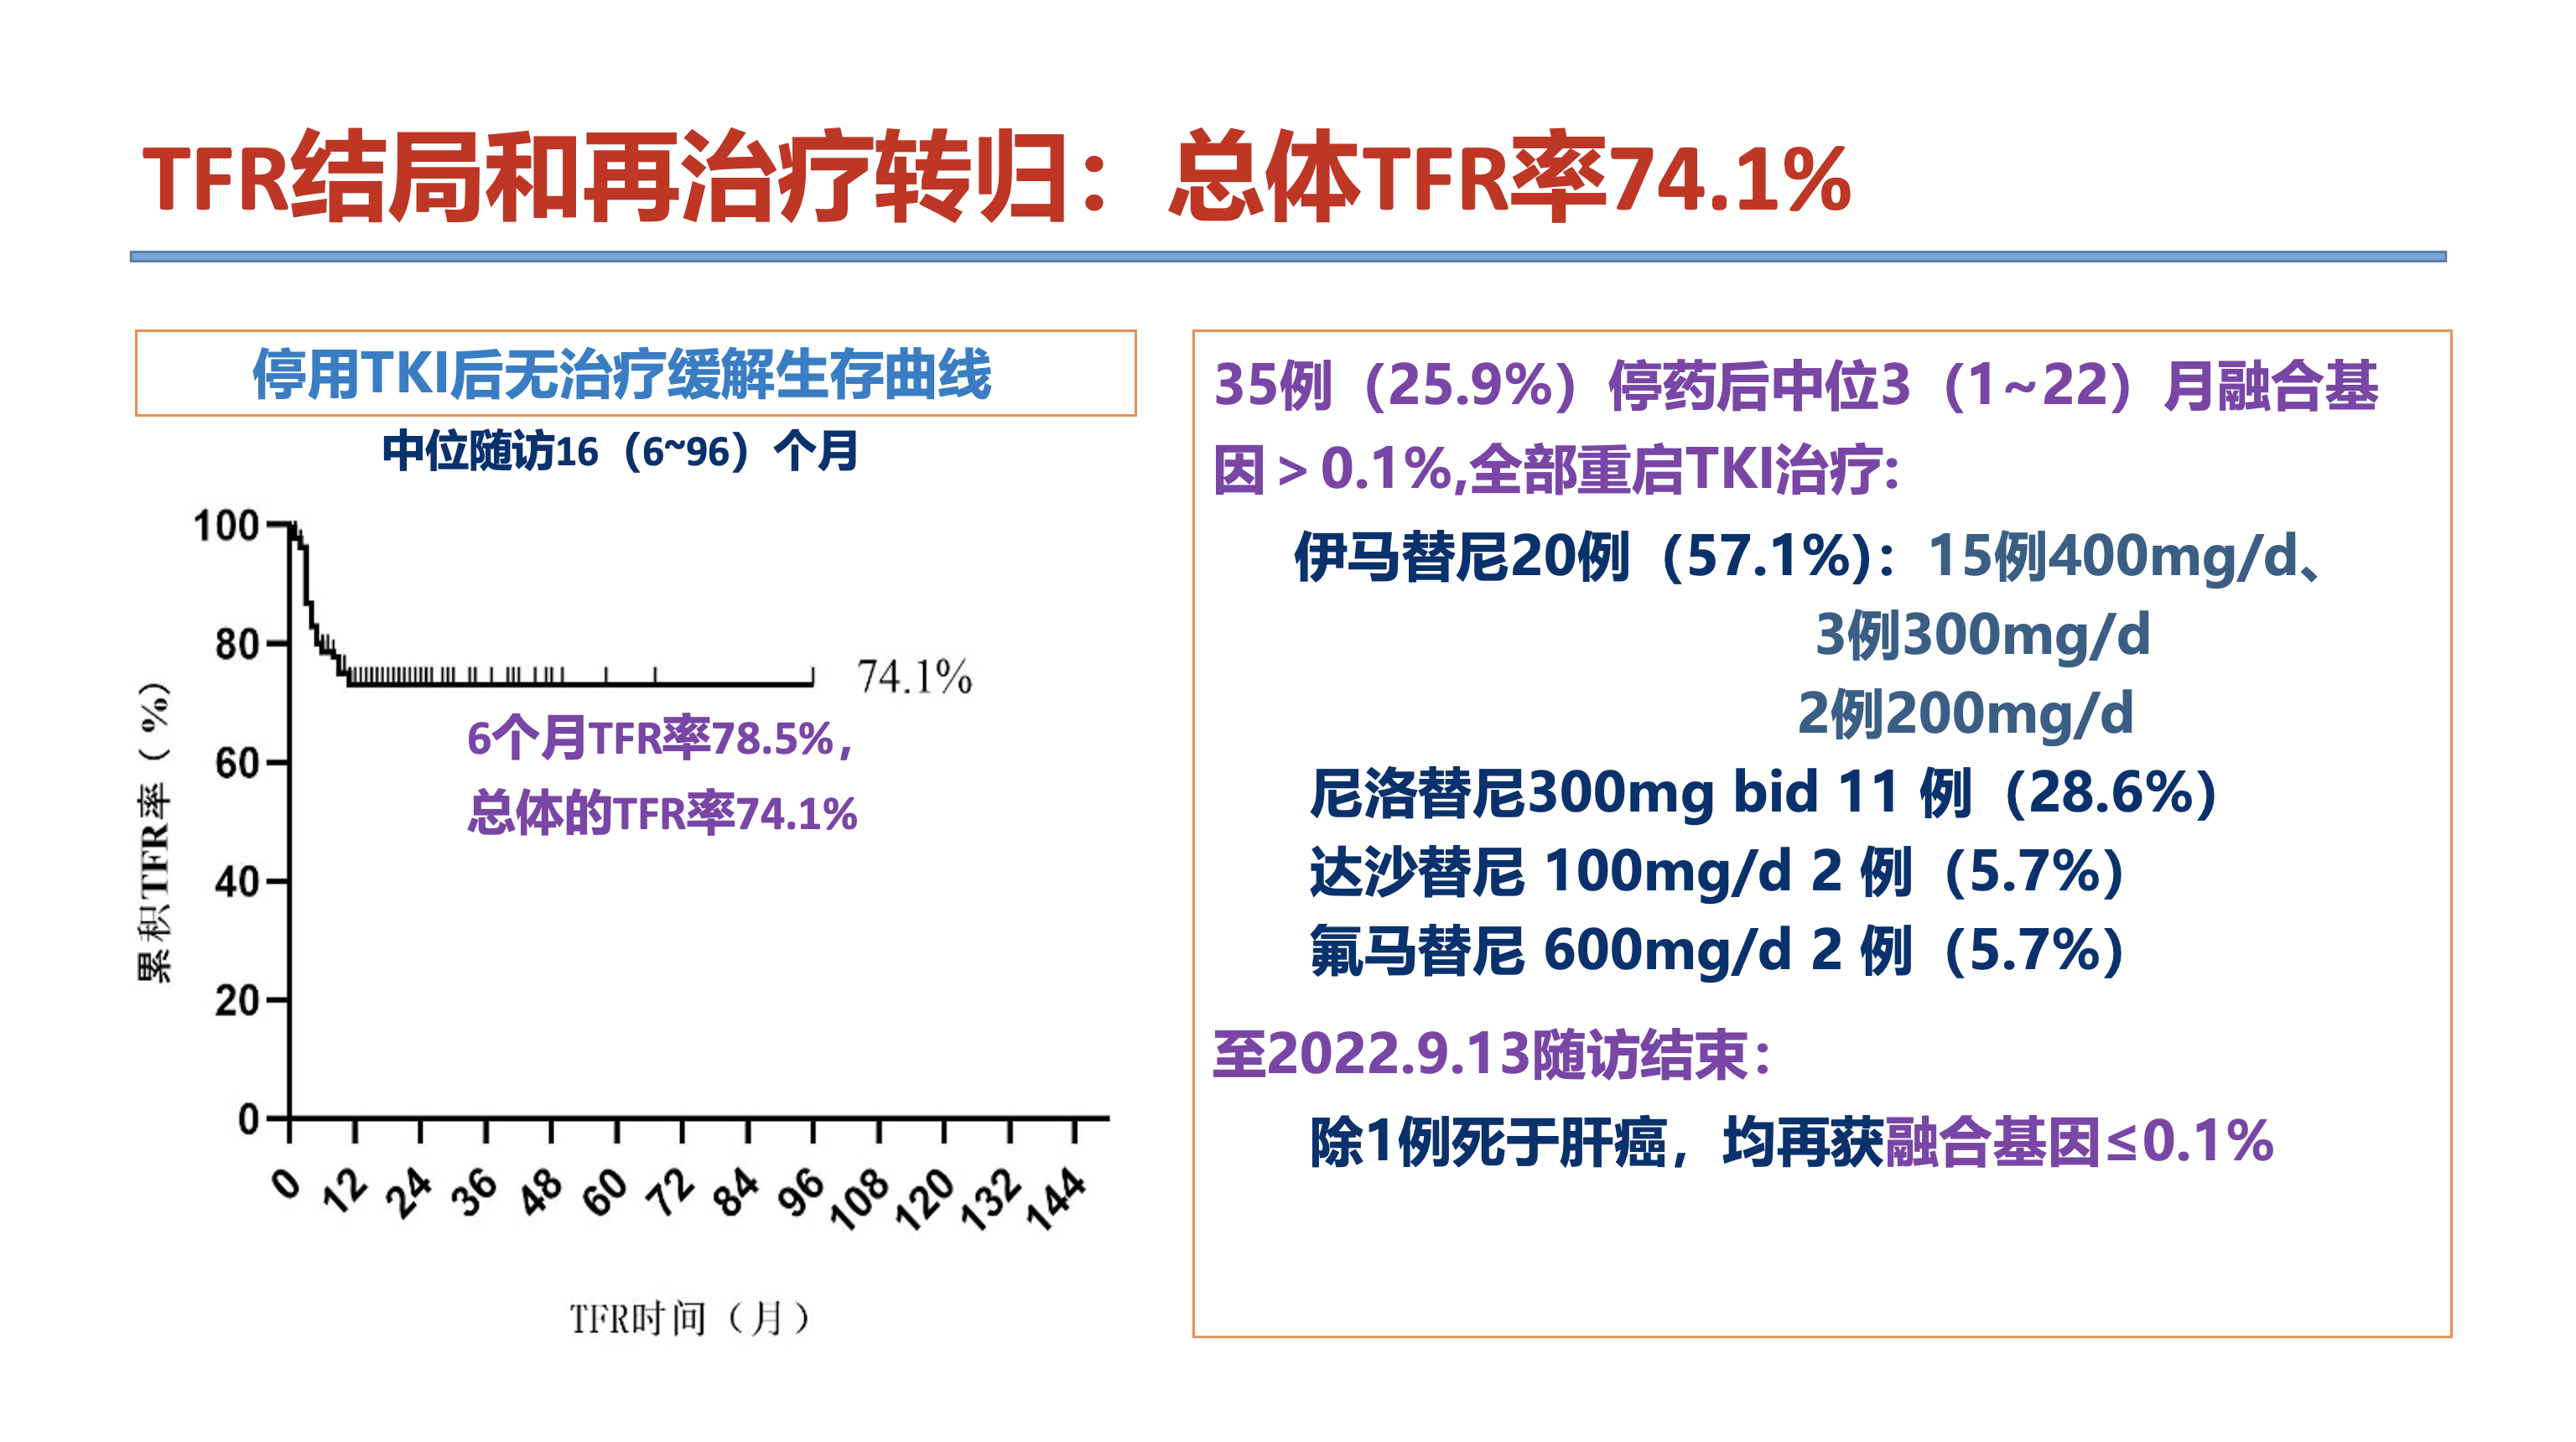 TFR结局和再治疗转归：总体TFR率74.1%
停用TKI后无治疗缓解生存曲线
中位随访16（6~96）个月
累积TFR率（%）
100
80
60
40
20
0
74.1%
6个月TFR率78.5%，
总体的TFR率74.1%
0 12 24 36 48 60 72 84 96 108 120 132 144
TFR时间（月）
35例（25.9%）停药后中位3（1~22）月融合基
因＞0.1%,全部重启TKI治疗:
伊马替尼20例（57.1%）：15例400mg/d、
3例300mg/d
2例200mg/d
尼洛替尼300mg bid 11 例（28.6%）
达沙替尼 100mg/d 2 例（5.7%）
氟马替尼 600mg/d 2 例（5.7%）
至2022.9.13随访结束：
除1例死于肝癌，均再获融合基因≤0.1%